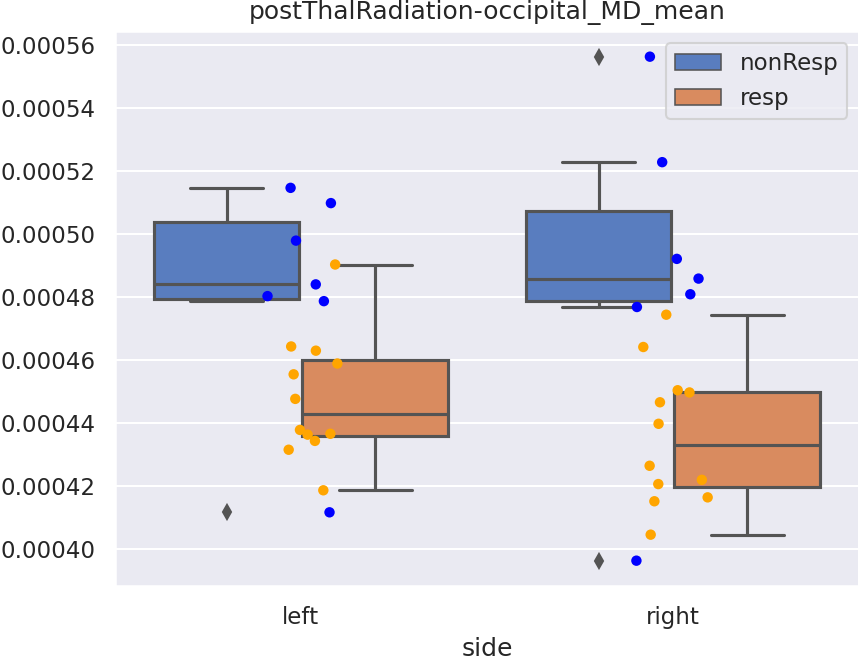 postThalRadiation-occipital_MD_mean
0.00056
0.00054
0.00052
0.00050
0.00048
0.00046
0.00044
0.00042
0.00040
nonResp
resp
left right
side